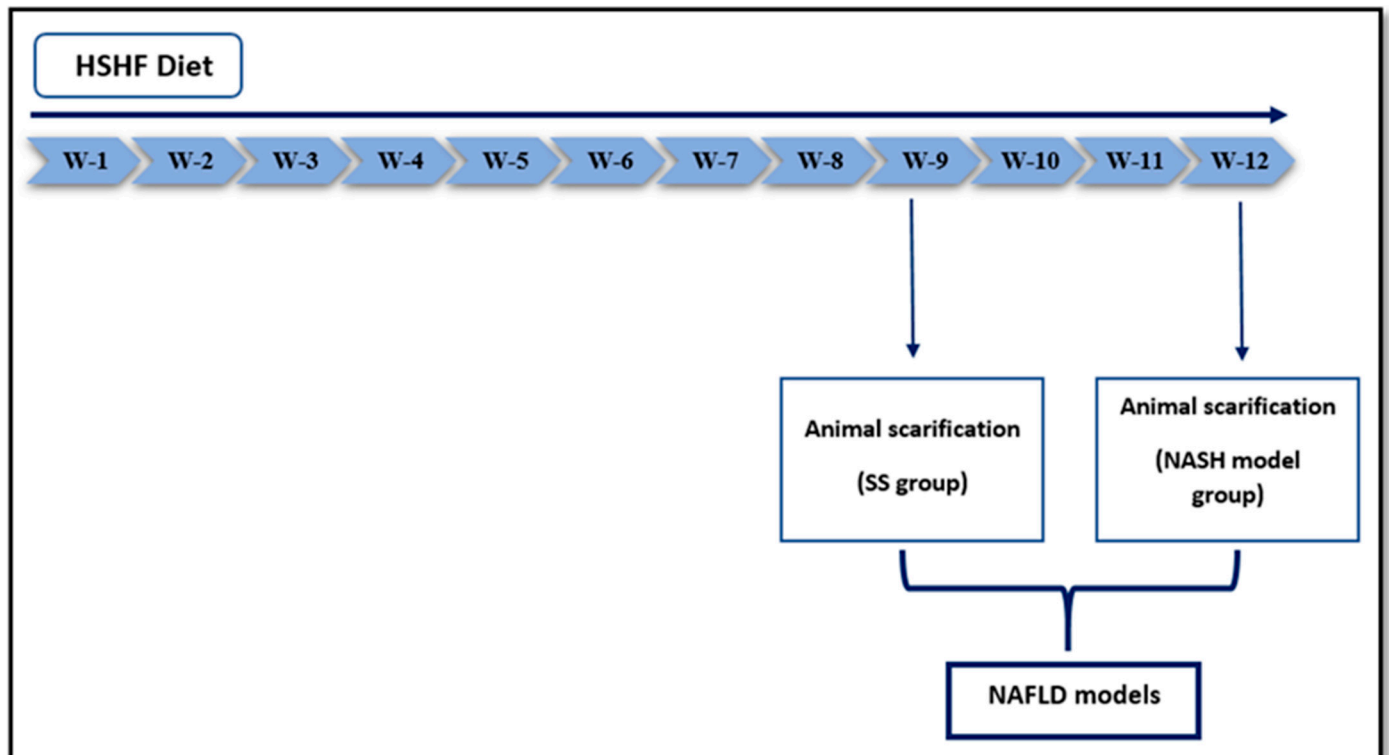 HSHF Diet
W-1 W-2 W-3 W-4 W-5 W-6 W-7 W-8 W-9 W-10 W-11 W-12
Animal scarification
(SS group)
Animal scarification
(NASH model
group)
NAFLD models